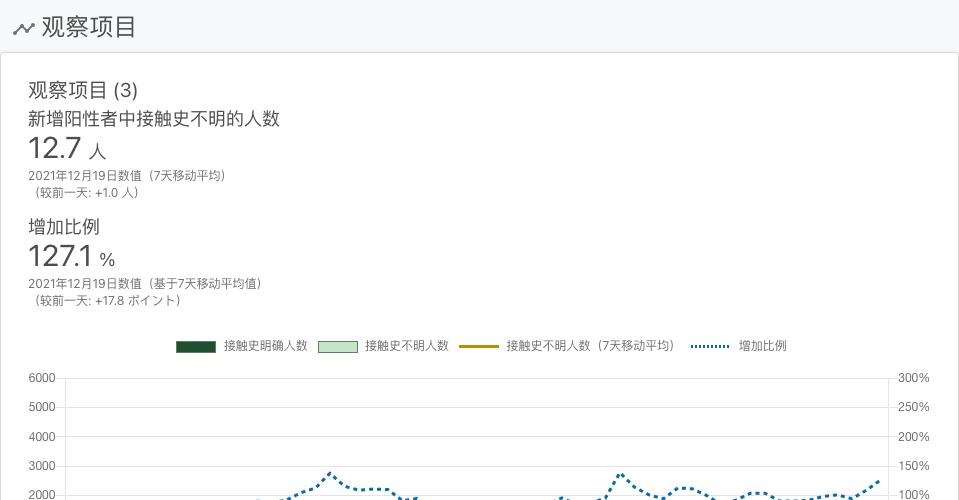 观察项目
观察项目 (3)
新增阳性者中接触史不明的人数
12.7 人
2021年12月19日数值（7天移动平均）
（较前一天: +1.0 人）
增加比例
127.1 %
2021年12月19日数值（基于7天移动平均值）
（较前一天: +17.8 ポイント）
接触史明确人数 接触史不明人数 接触史不明人数（7天移动平均） 增加比例
6000 300%
5000 250%
4000 200%
3000 150%
2000 100%